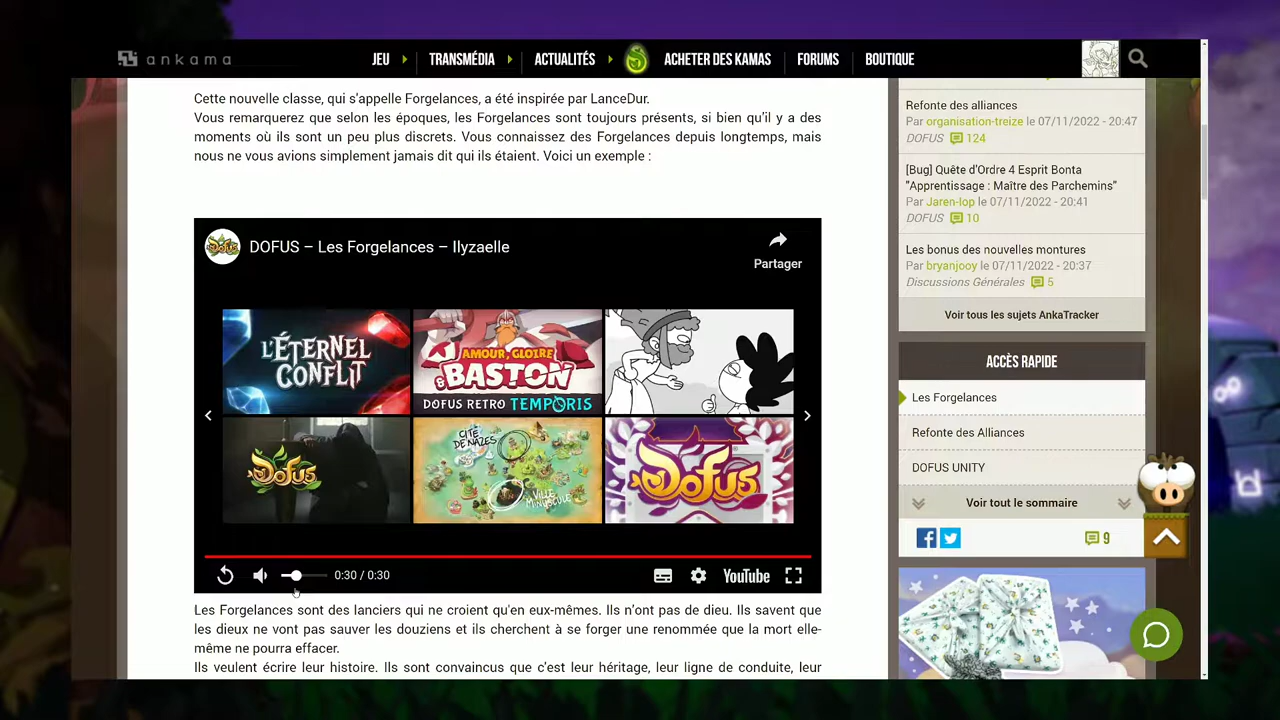 ankama
JEU
TRANSMÉDIA
ACTUALITÉS
ACHETER DES KAMAS
FORUMS
BOUTIQUE
Cette nouvelle classe, qui s'appelle Forgelances, a été inspirée par LanceDur.
Vous remarquerez que selon les époques, les Forgelances sont toujours présents, si bien qu'il y a des
moments où ils sont un peu plus discrets. Vous connaissez des Forgelances depuis longtemps, mais
nous ne vous avions simplement jamais dit qui ils étaient. Voici un exemple :
DOFUS
DOFUS – Les Forgelances – Ilyzaelle
Partager
L'ÉTERNEL
CONFLIT
AMOUR, GLOIRE
& BASTON
DOFUS RETRO TEMPORIS
DOFUS
CITÉ
DE NAZES
VILLE
MINUSCULE
DOFUS
0:30 / 0:30
YouTube
Les Forgelances sont des lanciers qui ne croient qu'en eux-mêmes. Ils n'ont pas de dieu. Ils savent que
les dieux ne vont pas sauver les douziens et ils cherchent à se forger une renommée que la mort elle-
même ne pourra effacer.
Ils veulent écrire leur histoire. Ils sont convaincus que c'est leur héritage, leur ligne de conduite, leur
Refonte des alliances
Par organisation-treize le 07/11/2022 - 20:47
DOFUS 124
[Bug] Quête d'Ordre 4 Esprit Bonta
"Apprentissage : Maître des Parchemins"
Par Jaren-lop le 07/11/2022 - 20:41
DOFUS 10
Les bonus des nouvelles montures
Par bryanjooy le 07/11/2022 - 20:37
Discussions Générales 5
Voir tous les sujets AnkaTracker
ACCÈS RAPIDE
Les Forgelances
Refonte des Alliances
DOFUS UNITY
Voir tout le sommaire
9